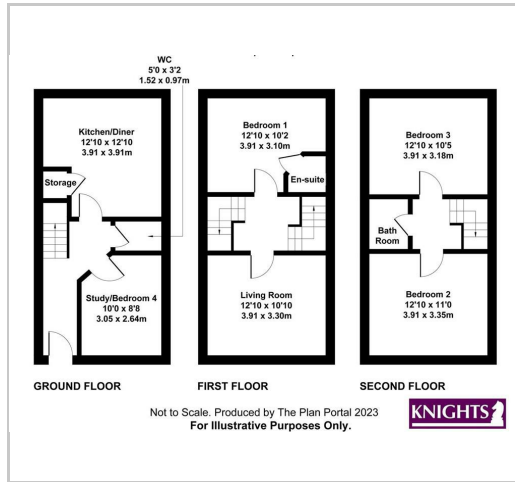 WC
5'0 x 3'2
1.52 x 0.97m
Kitchen/Diner
12'10 x 12'10
3.91 x 3.91m
Storage
Study/Bedroom 4
10'0 x 8'8
3.05 x 2.64m
GROUND FLOOR
Bedroom 1
12'10 x 10'2
3.91 x 3.10m
En-suite
Living Room
12'10 x 10'10
3.91 x 3.30m
FIRST FLOOR
Bedroom 3
12'10 x 10'5
3.91 x 3.18m
Bath
Room
Bedroom 2
12'10 x 11'0
3.91 x 3.35m
SECOND FLOOR
Not to Scale. Produced by The Plan Portal 2023
For Illustrative Purposes Only.
KNIGHTS